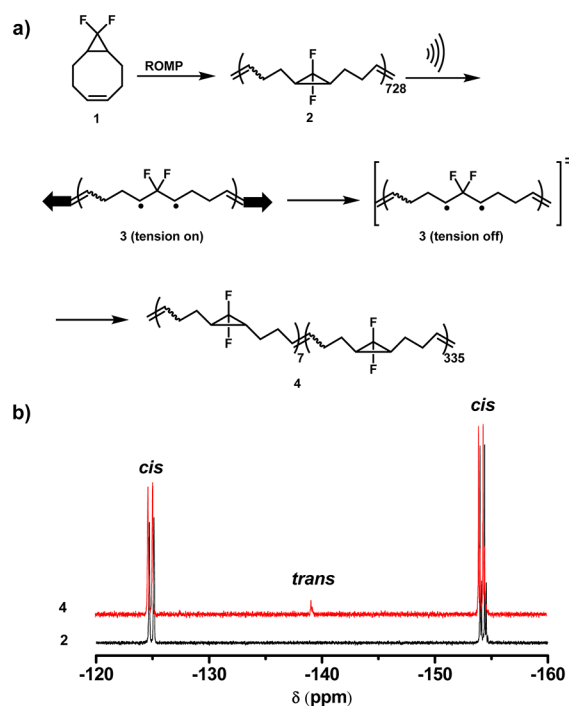 a)
F F
1
ROMP
F
F
728
2
F F
3 (tension on)
F F
3 (tension off)
F
F
7
F
F
335
4
b)
cis
cis
trans
4
2
-120 -130 -140 -150 -160
δ (ppm)